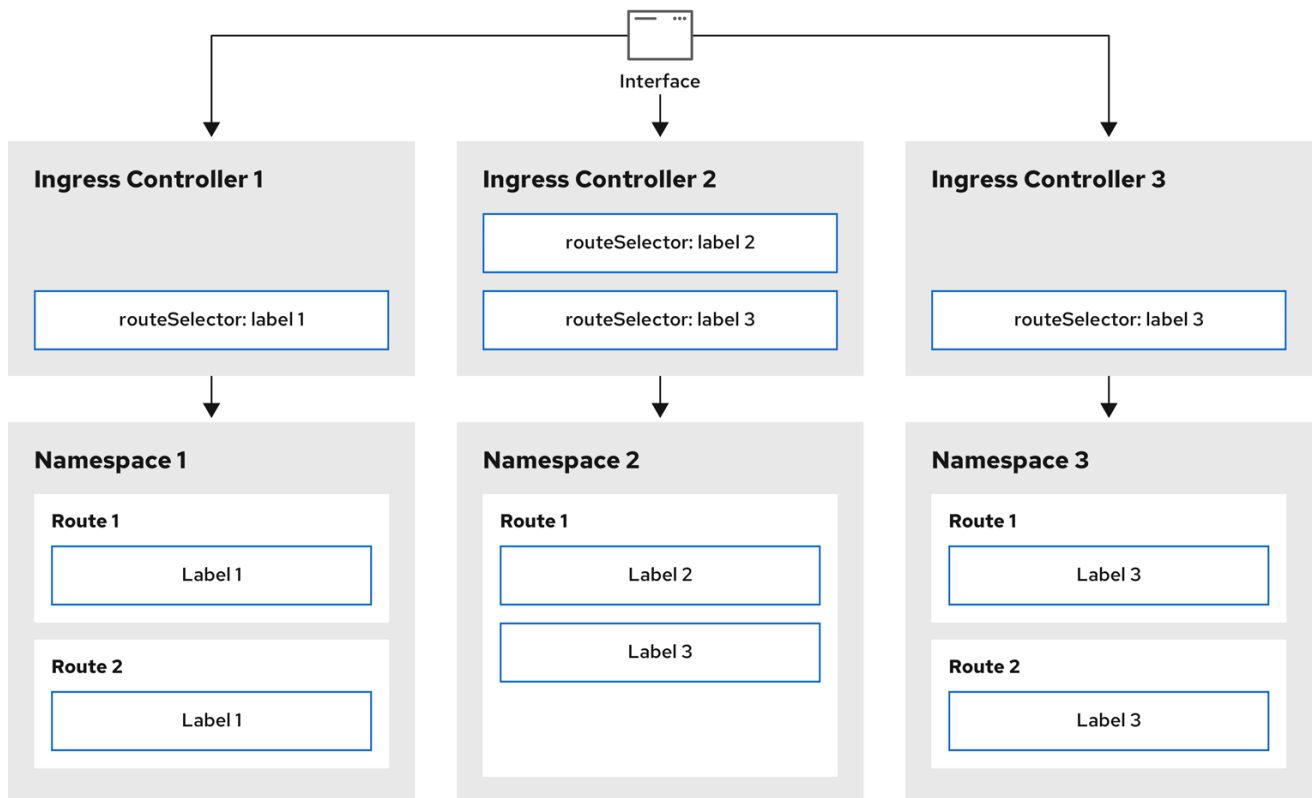 Interface
Ingress Controller 1
routeSelector: label 1
Ingress Controller 2
routeSelector: label 2
routeSelector: label 3
Ingress Controller 3
routeSelector: label 3
Namespace 1
Route 1
Label 1
Route 2
Label 1
Namespace 2
Route 1
Label 2
Label 3
Namespace 3
Route 1
Label 3
Route 2
Label 3